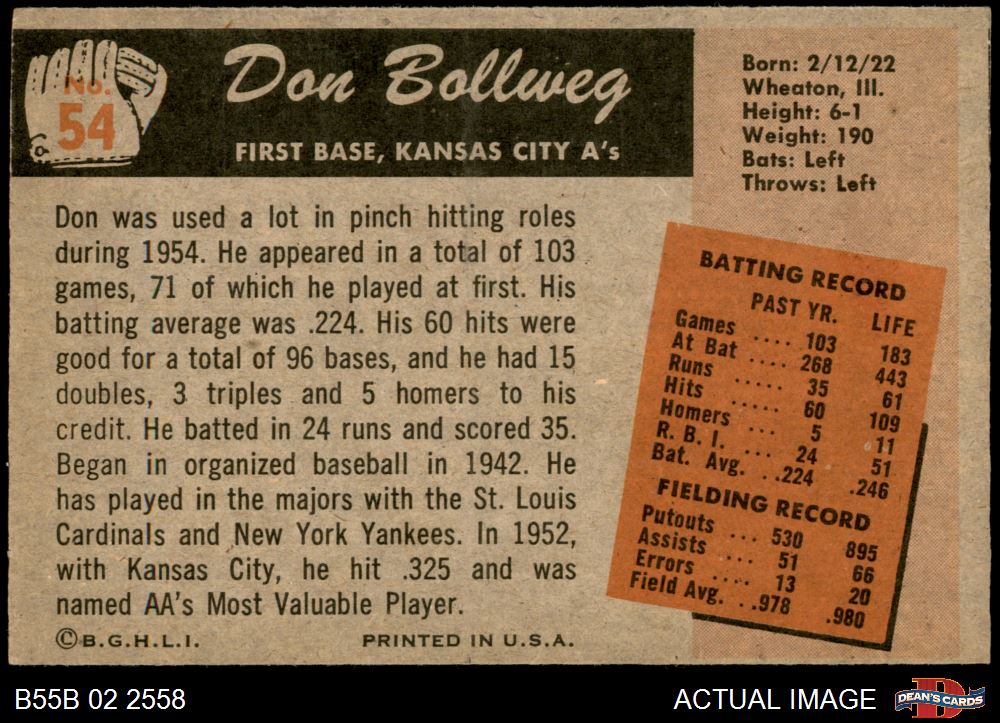 No.
54
Don Bollweg
FIRST BASE, KANSAS CITY A's
Born: 2/12/22
Wheaton, Ill.
Height: 6-1
Weight: 190
Bats: Left
Throws: Left
Don was used a lot in pinch hitting roles
during 1954. He appeared in a total of 103
games, 71 of which he played at first. His
batting average was .224. His 60 hits were
good for a total of 96 bases, and he had 15
doubles, 3 triples and 5 homers to his
credit. He batted in 24 runs and scored 35.
Began in organized baseball in 1942. He
has played in the majors with the St. Louis
Cardinals and New York Yankees. In 1952,
with Kansas City, he hit .325 and was
named AA's Most Valuable Player.
©B.G.H.L.I. PRINTED IN U.S.A.
BATTING RECORD
PAST YR. LIFE
Games .... 103 183
At Bat .... 268 443
Runs ..... 35 61
Hits ..... 60 109
Homers ... 5 11
R. B. I. ... 24 51
Bat. Avg. ..224 .246
FIELDING RECORD
Putouts ... 530 895
Assists .... 51 66
Errors .... 13 20
Field Avg. ..978 .980
B55B 02 2558 ACTUAL IMAGE DEAN'S CARDS